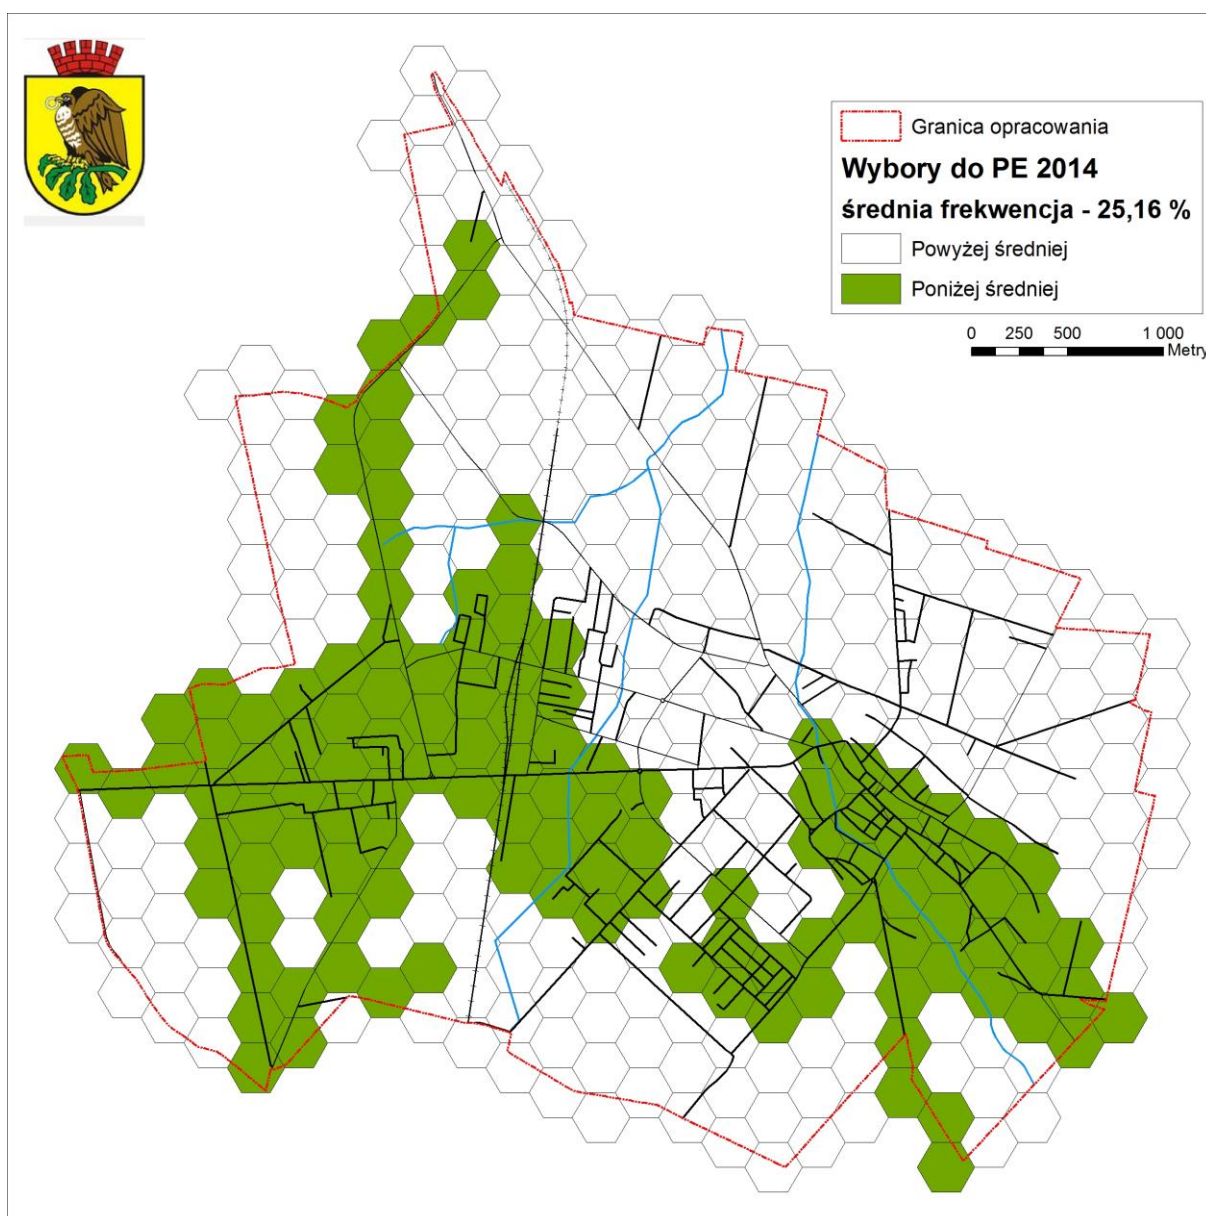 Granica opracowania
Wybory do PE 2014
średnia frekwencja - 25,16 %
Powyżej średniej
Poniżej średniej
0 250 500 1 000
Metry